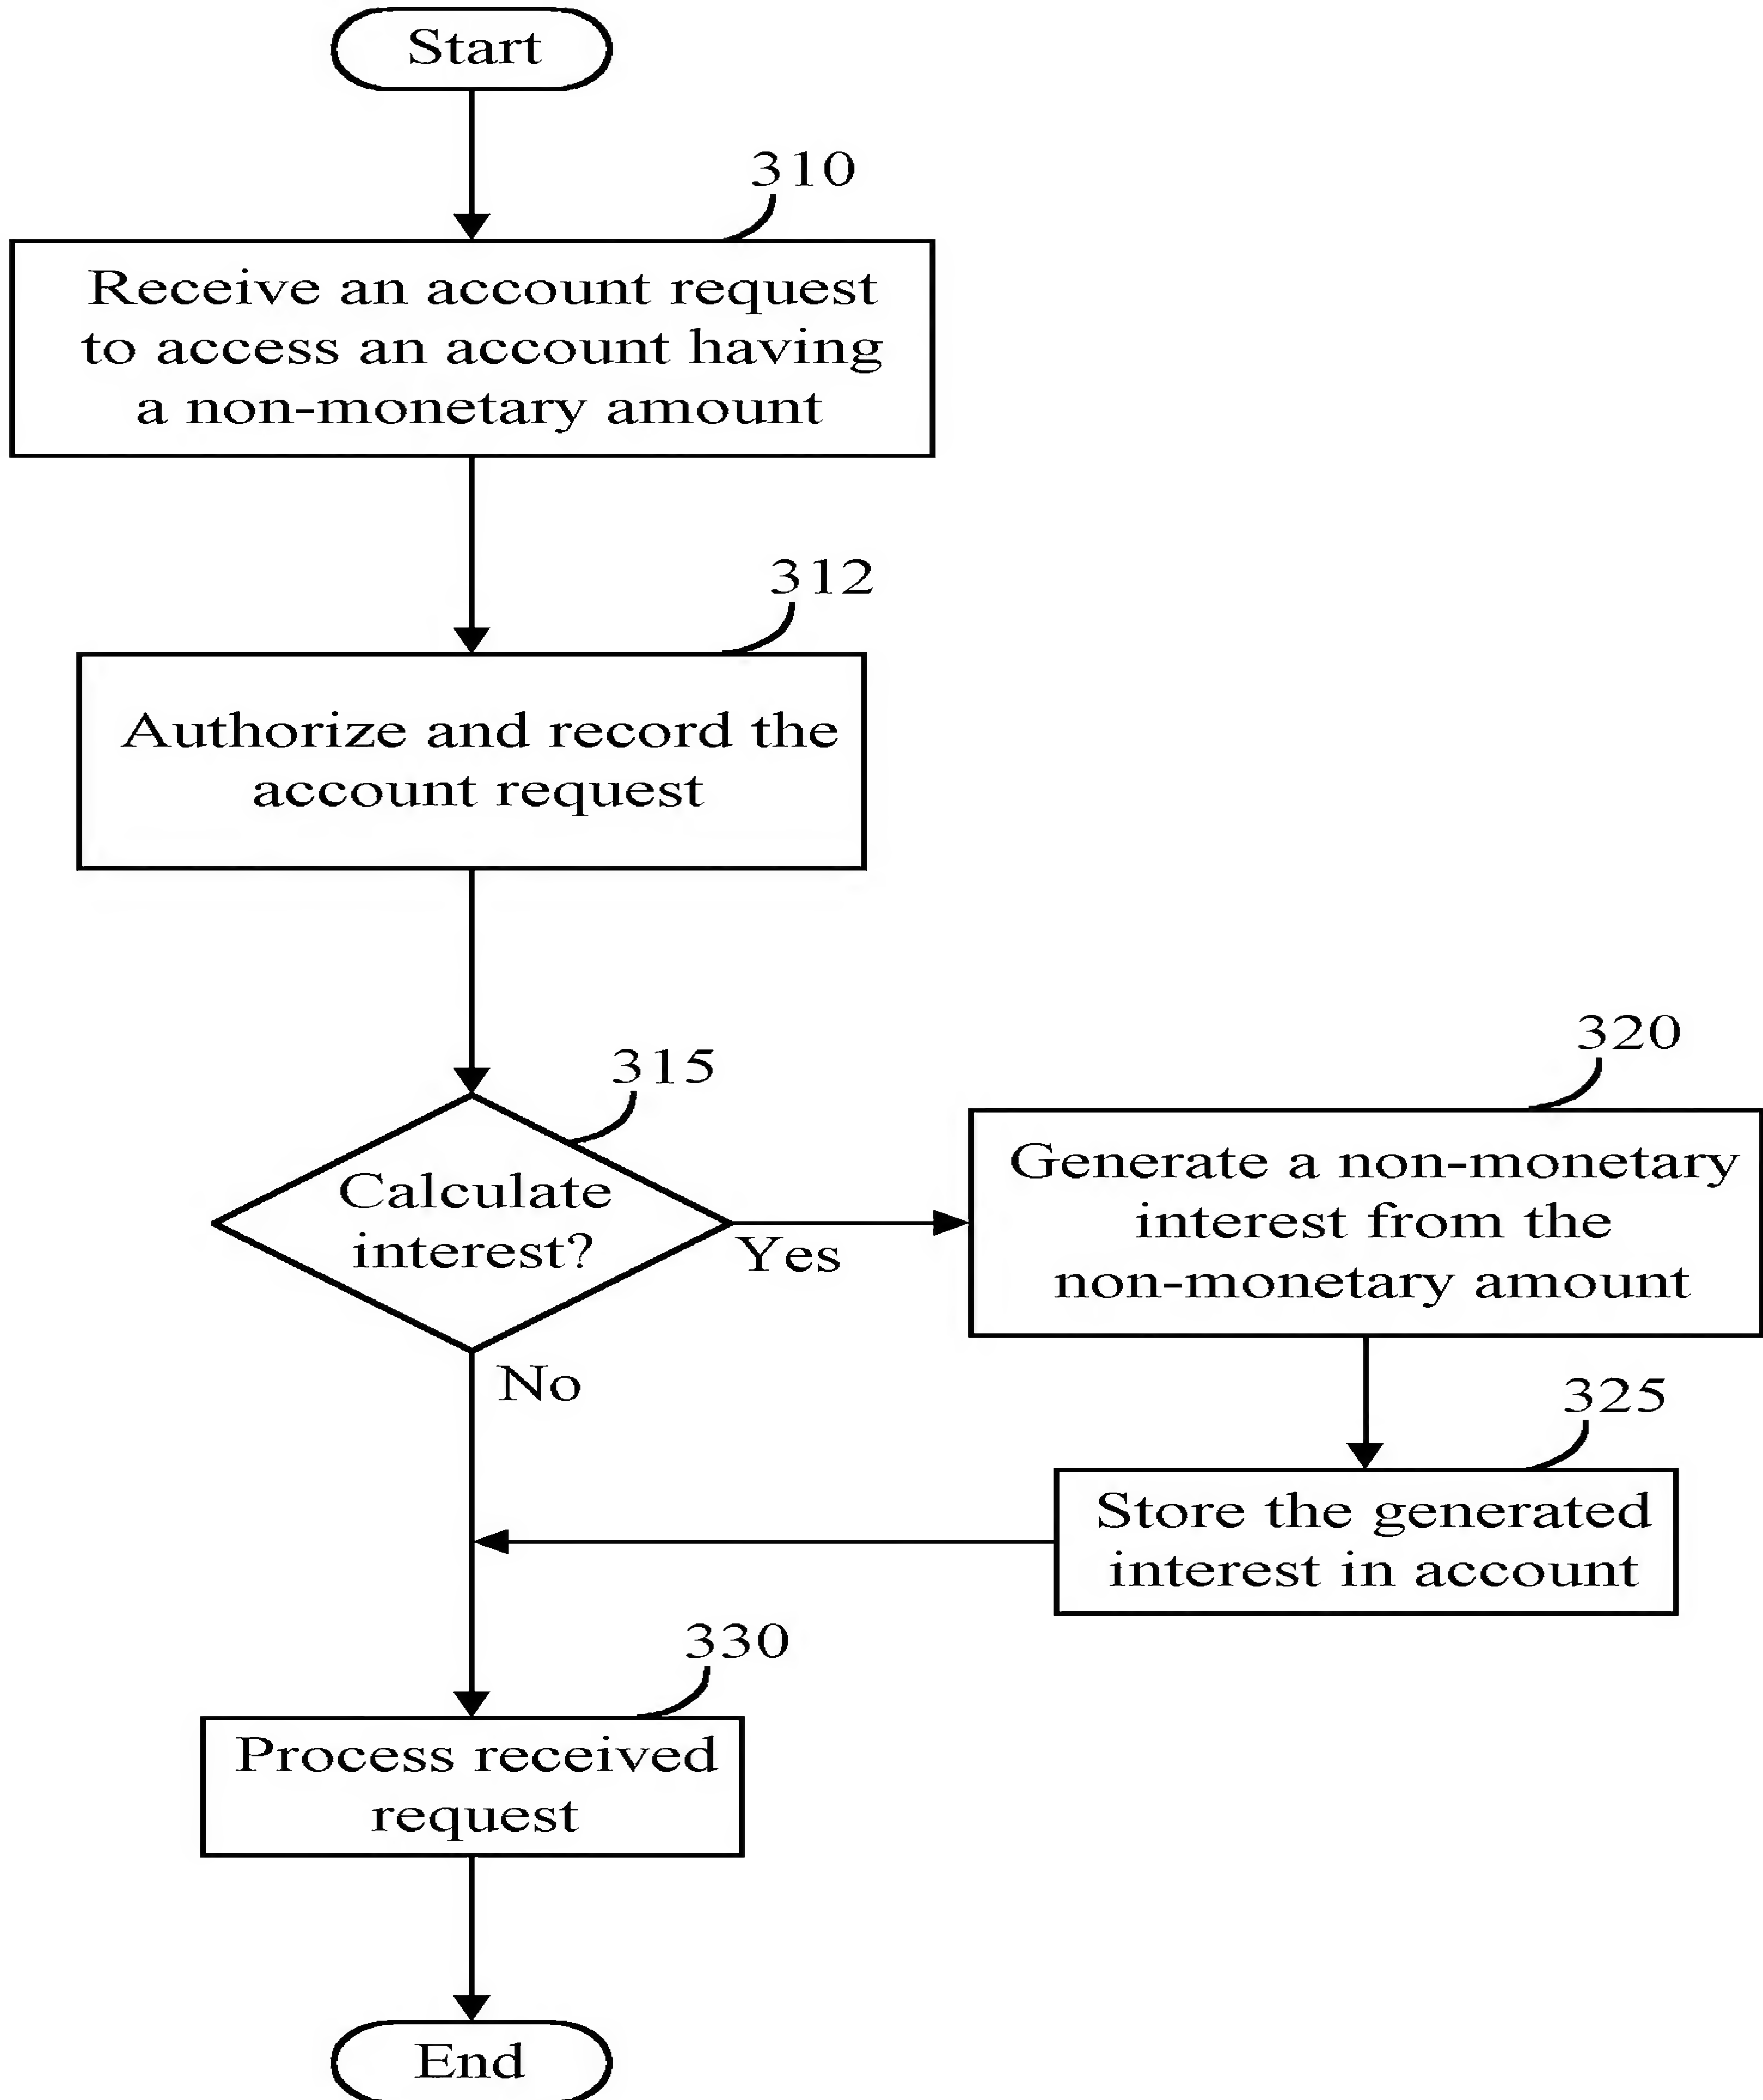 Start
310
Receive an account request
to access an account having
a non-monetary amount
312
Authorize and record the
account request
315
Calculate
interest?
Yes
No
320
Generate a non-monetary
interest from the
non-monetary amount
325
Store the generated
interest in account
330
Process received
request
End